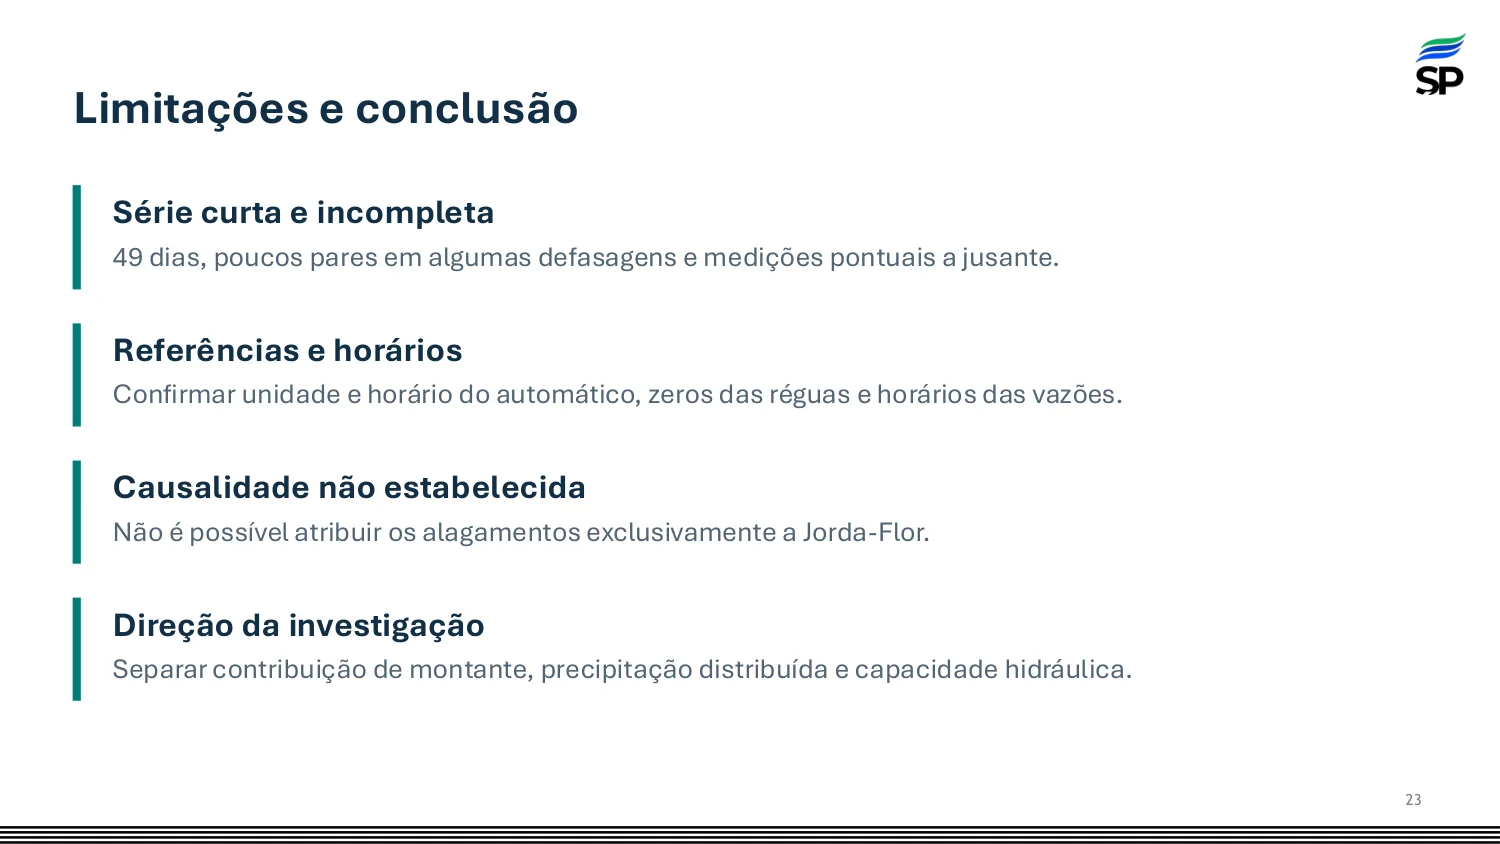 SP
Limitações e conclusão
Série curta e incompleta
49 dias, poucos pares em algumas defasagens e medições pontuais a jusante.
Referências e horários
Confirmar unidade e horário do automático, zeros das réguas e horários das vazões.
Causalidade não estabelecida
Não é possível atribuir os alagamentos exclusivamente a Jorda-Flor.
Direção da investigação
Separar contribuição de montante, precipitação distribuída e capacidade hidráulica.
23